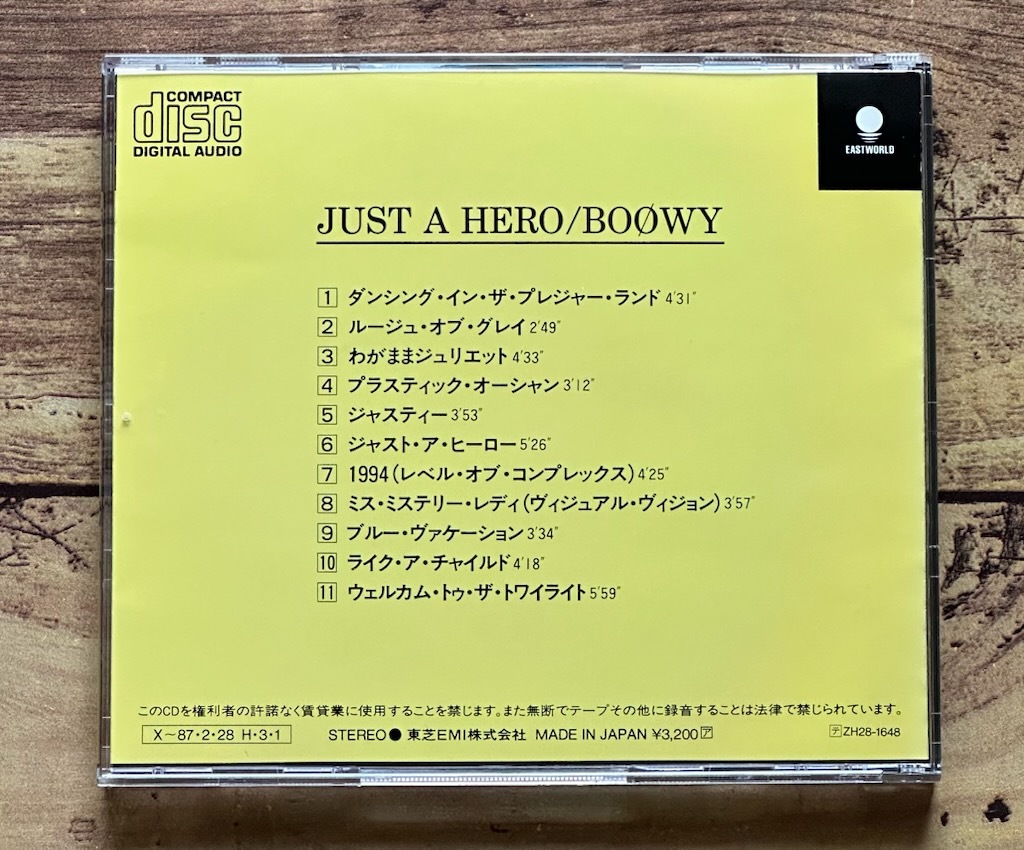 COMPACT
disc
DIGITAL AUDIO
EASTWORLD
JUST A HERO/BOØWY
1 ダンシング・イン・ザ・プレジャー・ランド 4′31″
2 ルージュ・オブ・グレイ 2′49″
3 わがままジュリエット 4′33″
4 プラスティック・オーシャン 3′12″
5 ジャスティー 3′53″
6 ジャスト・ア・ヒーロー 5′26″
7 1994(レベル・オブ・コンプレックス) 4′25″
8 ミス・ミステリー・レディ(ヴィジュアル・ヴィジョン) 3′57″
9 ブルー・ヴァケーション 3′34″
10 ライク・ア・チャイルド 4′18″
11 ウェルカム・トゥ・ザ・トワイライト 5′59″
このCDを権利者の許諾なく賃貸業に使用することを禁じます。また無断でテープその他に録音することは法律で禁じられています。
X〜87・2・28 H・3・1 STEREO● 東芝EMI株式会社 MADE IN JAPAN ¥3,200 ア テ ZH28-1648